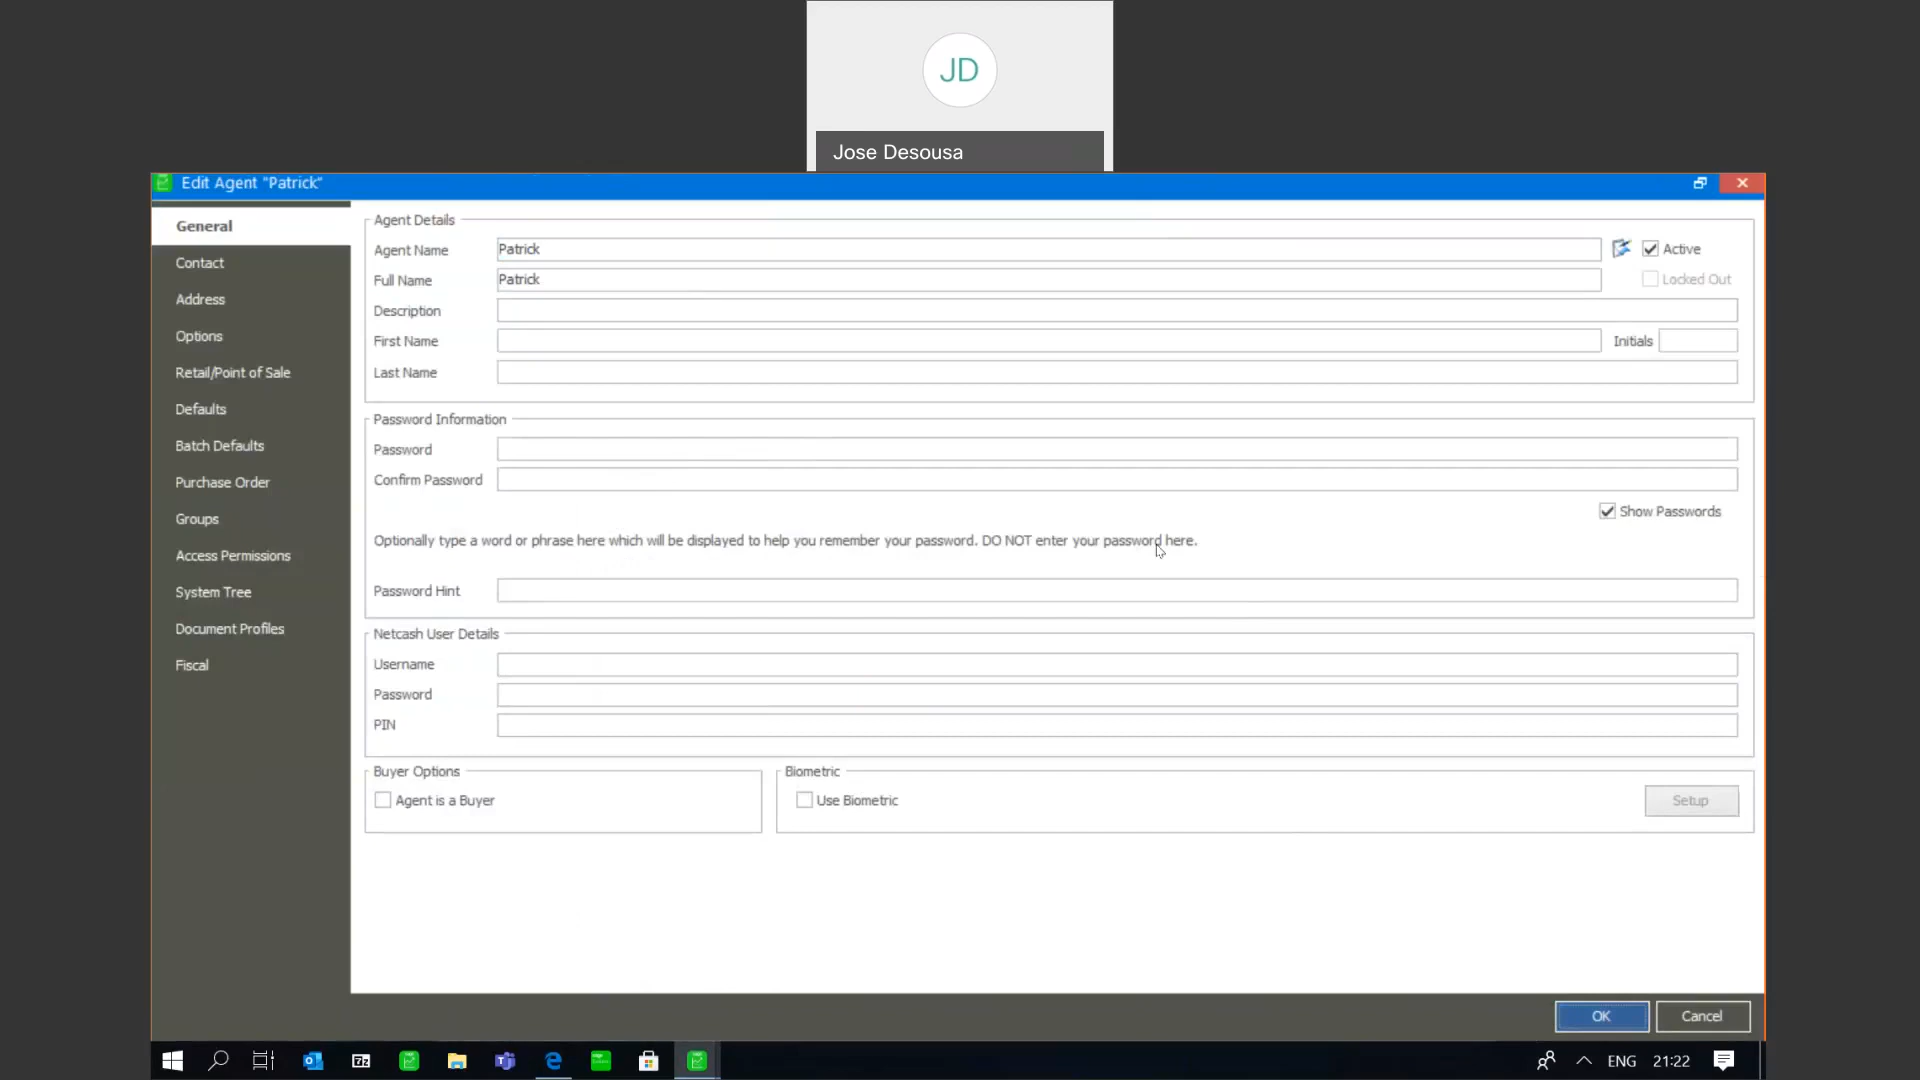 JD
Jose Desousa
Edit Agent "Patrick"
General
Contact
Address
Options
Retail/Point of Sale
Defaults
Batch Defaults
Purchase Order
Groups
Access Permissions
System Tree
Document Profiles
Fiscal
Agent Details
Agent Name Patrick Active
Full Name Patrick Locked Out
Description
First Name Initials
Last Name
Password Information
Password
Confirm Password
Show Passwords
Optionally type a word or phrase here which will be displayed to help you remember your password. DO NOT enter your password here.
Password Hint
Netcash User Details
Username
Password
PIN
Buyer Options
Agent is a Buyer
Biometric
Use Biometric Setup
OK Cancel
7z
ENG 21:22